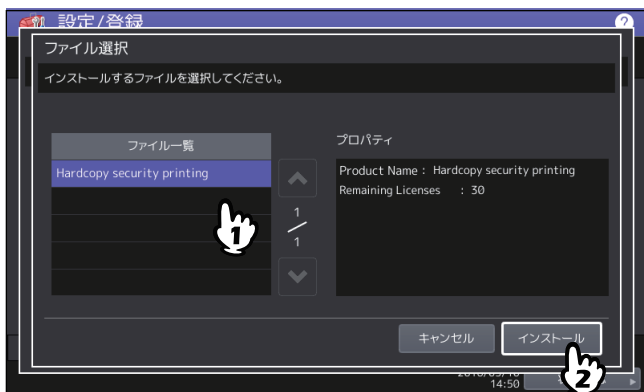 設定/登録
?
ファイル選択
インストールするファイルを選択してください。
ファイル一覧
プロパティ
Hardcopy security printing
Product Name : Hardcopy security printing
Remaining Licenses : 30
1
1
1
キャンセル
インストール
2
14:50